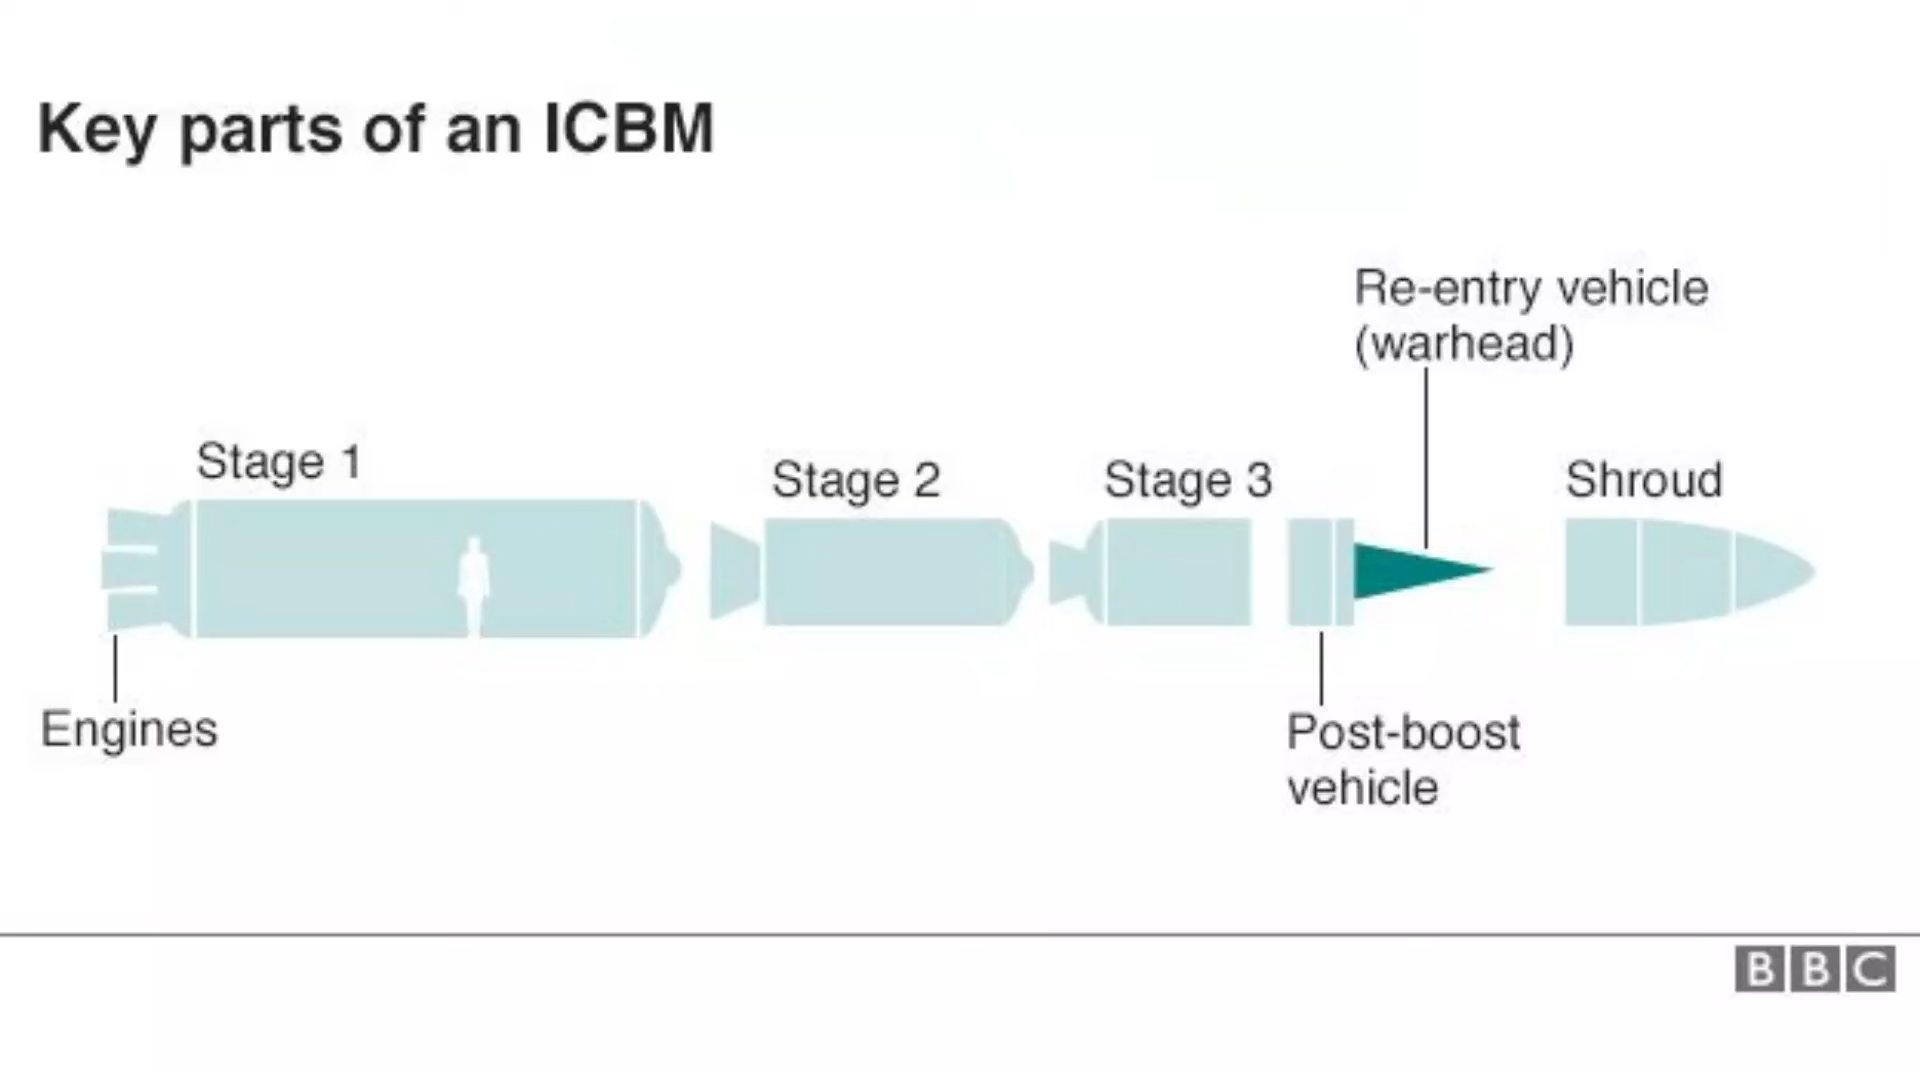 Key parts of an ICBM
Re-entry vehicle
(warhead)
Stage 1
Stage 2
Stage 3
Shroud
Engines
Post-boost
vehicle
BBC